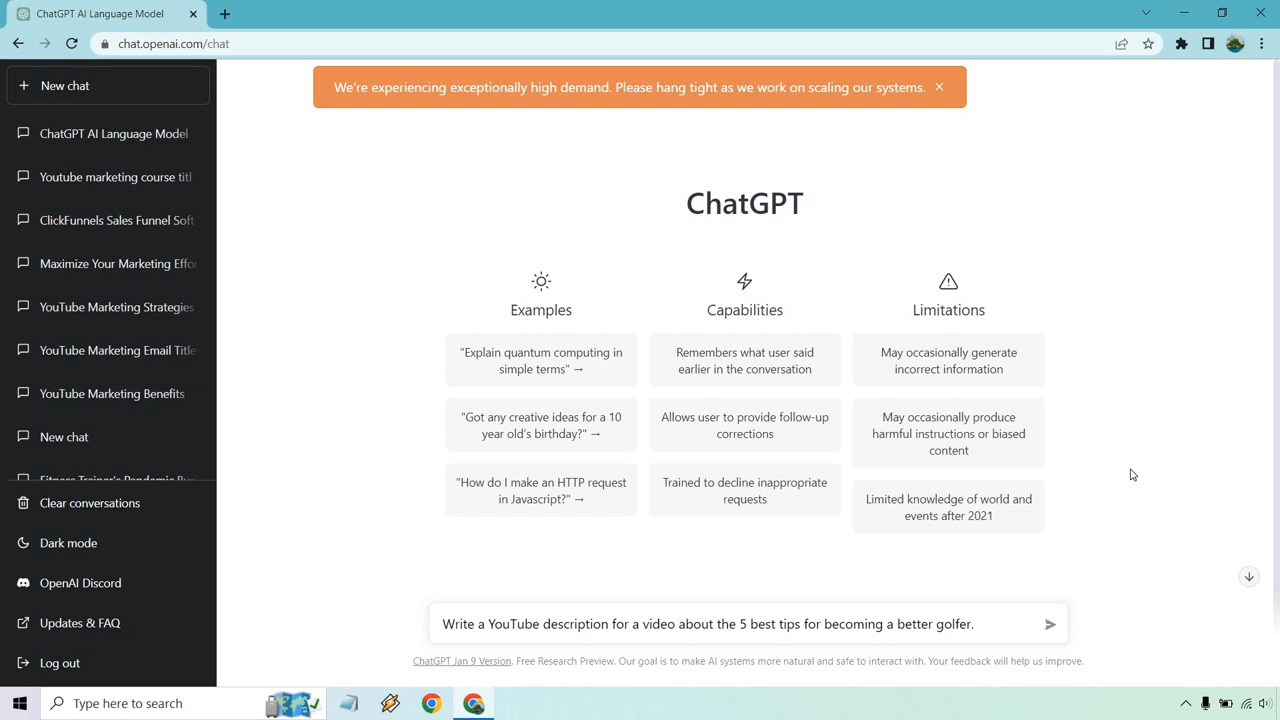 ChatGPT AI Language Model
chat.openai.com/chat
New chat
ChatGPT AI Language Model
Youtube marketing course titl
ClickFunnels Sales Funnel Soft
Maximize Your Marketing Effor
YouTube Marketing Strategies
YouTube Marketing Email Title
YouTube Marketing Benefits
New chat
Fitness Trainer's Pandemic Bu
Clear conversations
Dark mode
OpenAI Discord
Updates & FAQ
Log out
We're experiencing exceptionally high demand. Please hang tight as we work on scaling our systems.
ChatGPT
Examples
"Explain quantum computing in
simple terms" →
"Got any creative ideas for a 10
year old's birthday?" →
"How do I make an HTTP request
in Javascript?" →
Capabilities
Remembers what user said
earlier in the conversation
Allows user to provide follow-up
corrections
Trained to decline inappropriate
requests
Limitations
May occasionally generate
incorrect information
May occasionally produce
harmful instructions or biased
content
Limited knowledge of world and
events after 2021
Write a YouTube description for a video about the 5 best tips for becoming a better golfer.
ChatGPT Jan 9 Version. Free Research Preview. Our goal is to make AI systems more natural and safe to interact with. Your feedback will help us improve.
Type here to search